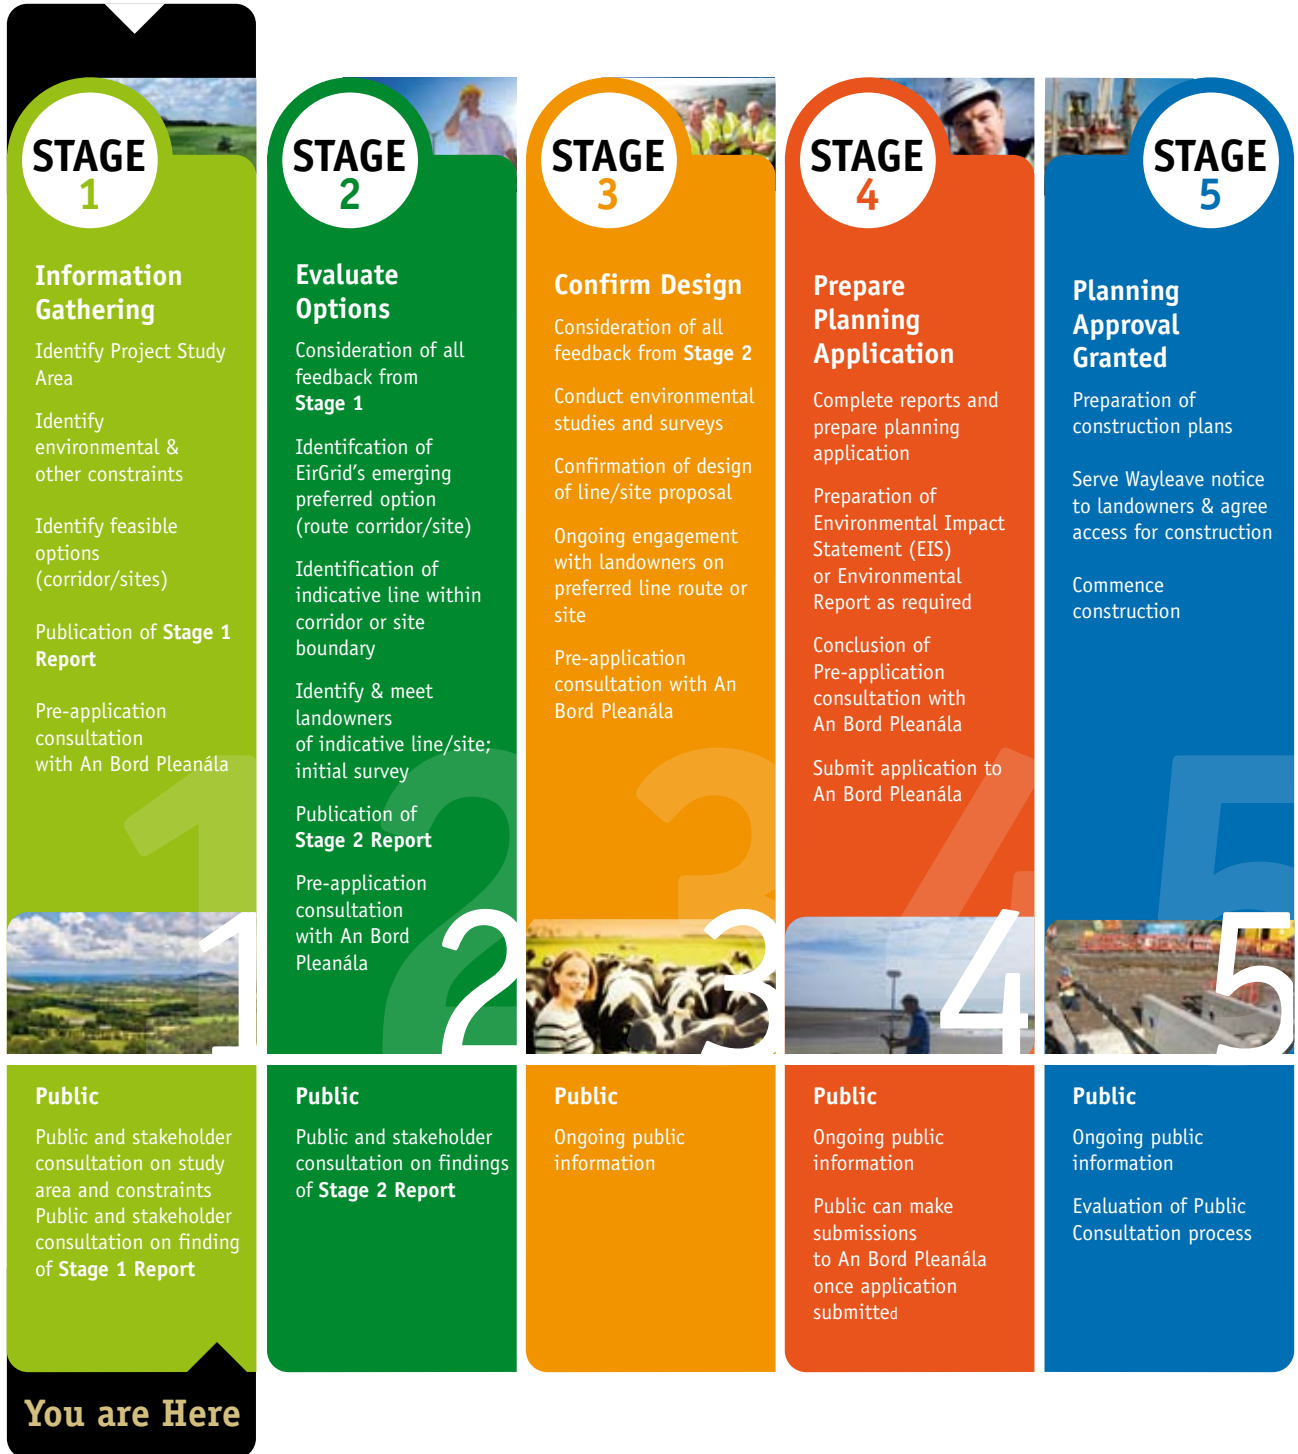 STAGE
1
Information
Gathering
Identify Project Study
Area
Identify
environmental &
other constraints
Identify feasible
options
(corridor/sites)
Publication of Stage 1
Report
Pre-application
consultation
with An Bord Pleanála
1
1
Public
Public and stakeholder
consultation on study
area and constraints
Public and stakeholder
consultation on finding
of Stage 1 Report
You are Here
STAGE
2
Evaluate
Options
Consideration of all
feedback from
Stage 1
Identifcation of
EirGrid's emerging
preferred option
(route corridor/site)
Identification of
indicative line within
corridor or site
boundary
Identify & meet
landowners
of indicative line/site;
initial survey
Publication of
Stage 2 Report
Pre-application
consultation
with An Bord
Pleanála
2
2
Public
Public and stakeholder
consultation on findings
of Stage 2 Report
STAGE
3
Confirm Design
Consideration of all
feedback from Stage 2
Conduct environmental
studies and surveys
Confirmation of design
of line/site proposal
Ongoing engagement
with landowners on
preferred line route or
site
Pre-application
consultation with An
Bord Pleanála
3
3
Public
Ongoing public
information
STAGE
4
Prepare
Planning
Application
Complete reports and
prepare planning
application
Preparation of
Environmental Impact
Statement (EIS)
or Environmental
Report as required
Conclusion of
Pre-application
consultation with
An Bord Pleanála
Submit application to
An Bord Pleanála
4
4
Public
Ongoing public
information
Public can make
submissions
to An Bord Pleanála
once application
submitted
STAGE
5
Planning
Approval
Granted
Preparation of
construction plans
Serve Wayleave notice
to landowners & agree
access for construction
Commence
construction
5
5
Public
Ongoing public
information
Evaluation of Public
Consultation process